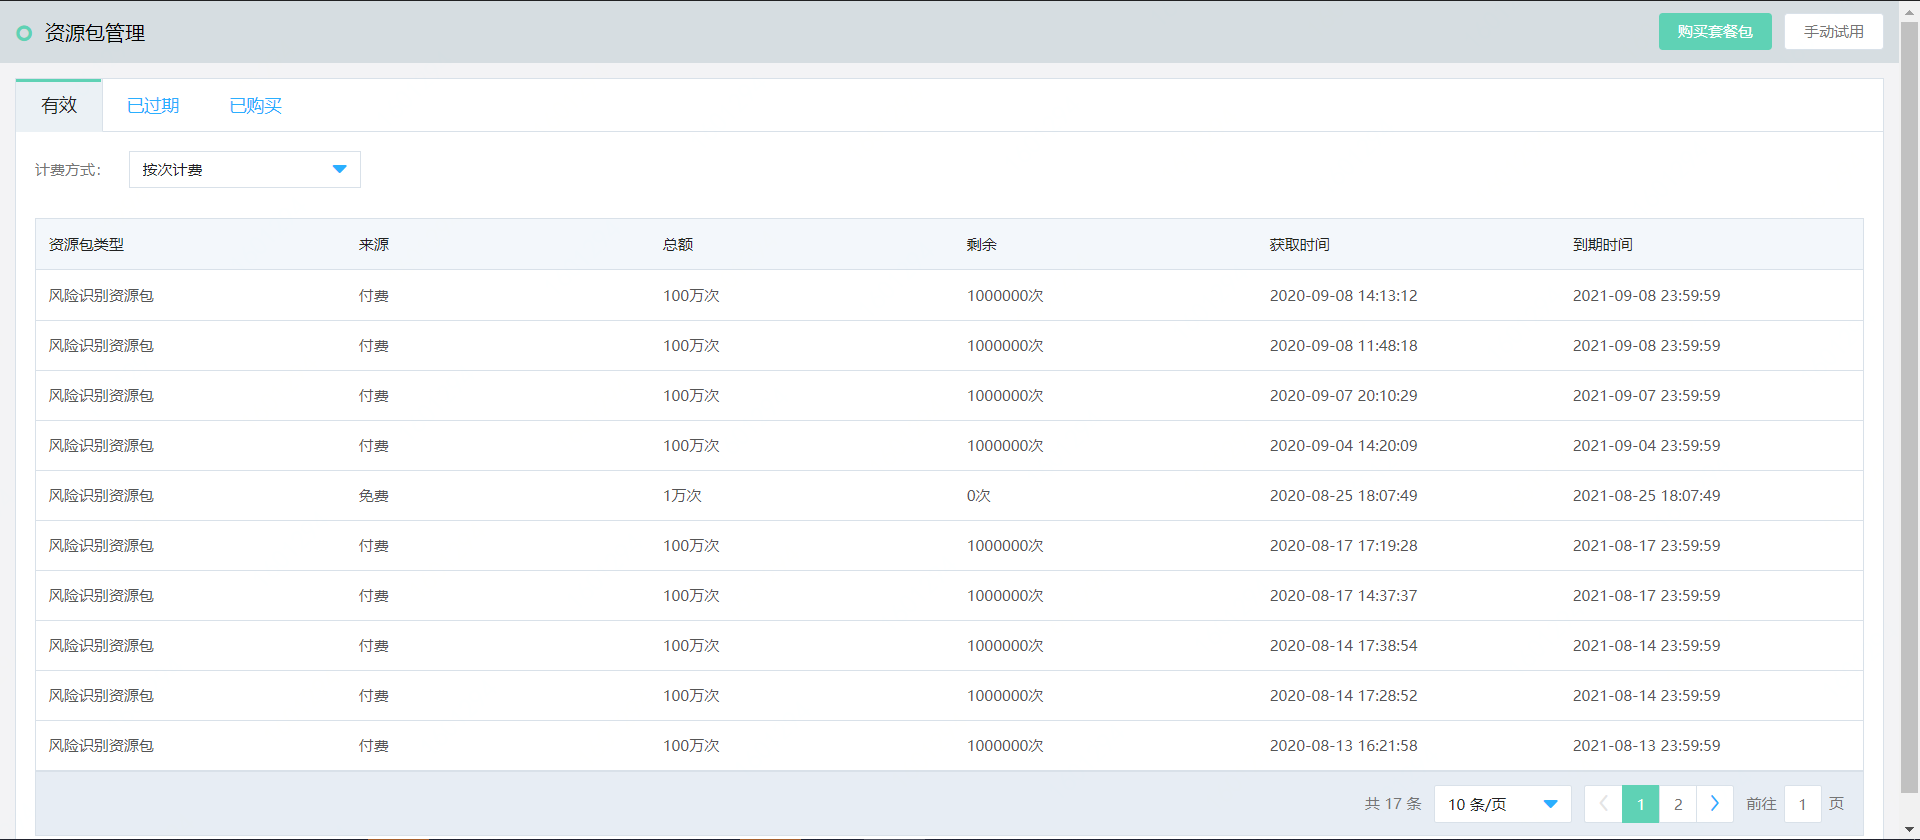 资源包管理 购买套餐包 手动试用
有效 已过期 已购买
计费方式： 按次计费
资源包类型 来源 总额 剩余 获取时间 到期时间
风险识别资源包 付费 100万次 1000000次 2020-09-08 14:13:12 2021-09-08 23:59:59
风险识别资源包 付费 100万次 1000000次 2020-09-08 11:48:18 2021-09-08 23:59:59
风险识别资源包 付费 100万次 1000000次 2020-09-07 20:10:29 2021-09-07 23:59:59
风险识别资源包 付费 100万次 1000000次 2020-09-04 14:20:09 2021-09-04 23:59:59
风险识别资源包 免费 1万次 0次 2020-08-25 18:07:49 2021-08-25 18:07:49
风险识别资源包 付费 100万次 1000000次 2020-08-17 17:19:28 2021-08-17 23:59:59
风险识别资源包 付费 100万次 1000000次 2020-08-17 14:37:37 2021-08-17 23:59:59
风险识别资源包 付费 100万次 1000000次 2020-08-14 17:38:54 2021-08-14 23:59:59
风险识别资源包 付费 100万次 1000000次 2020-08-14 17:28:52 2021-08-14 23:59:59
风险识别资源包 付费 100万次 1000000次 2020-08-13 16:21:58 2021-08-13 23:59:59
共 17 条 10 条/页 1 2 前往 1 页